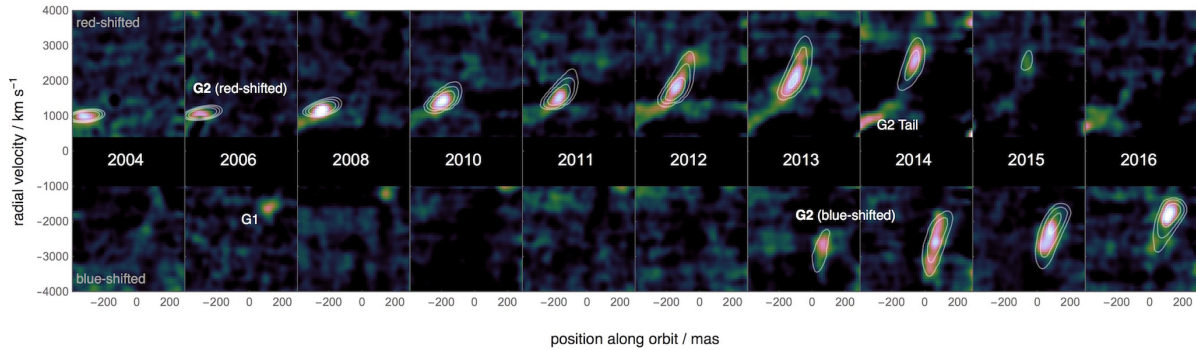 red-shifted
G2 (red-shifted)
G2 Tail
2004 2006 2008 2010 2011 2012 2013 2014 2015 2016
G1
G2 (blue-shifted)
blue-shifted
radial velocity / km s⁻¹
4000
3000
2000
1000
0
−1000
−2000
−3000
−4000
−200 0 200 −200 0 200 −200 0 200 −200 0 200 −200 0 200 −200 0 200 −200 0 200 −200 0 200 −200 0 200 −200 0 200
position along orbit / mas